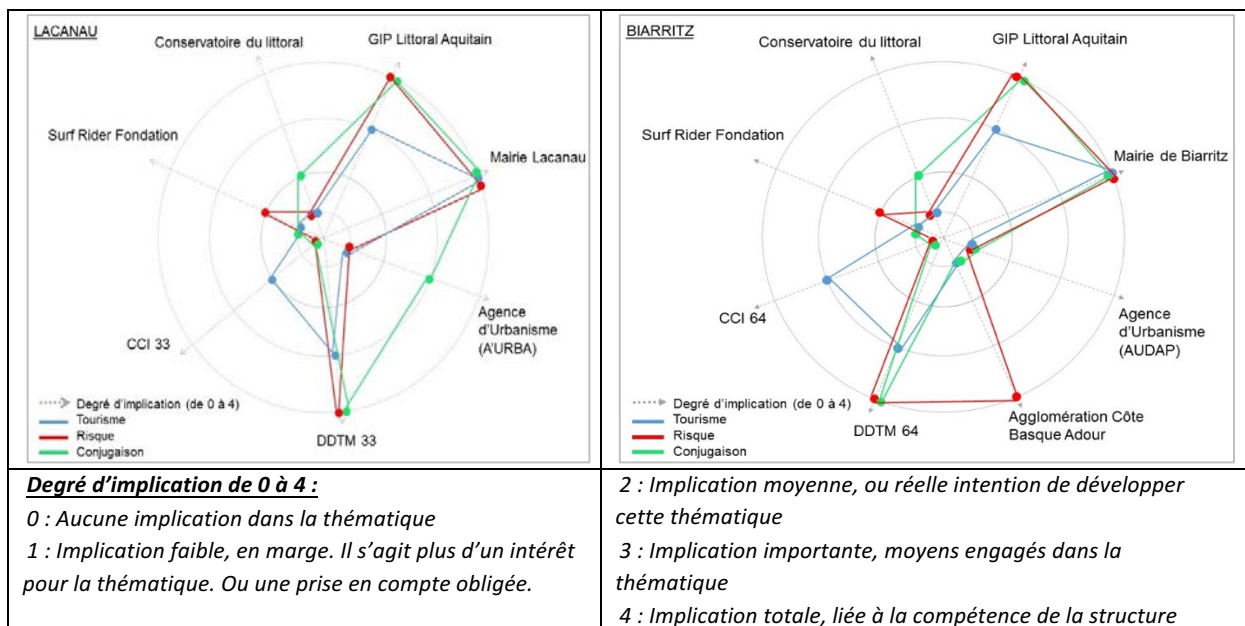 LACANAU
Conservatoire du littoral
GIP Littoral Aquitain
Surf Rider Fondation
Mairie Lacanau
Agence
d'Urbanisme
(A'URBA)
CCI 33
DDTM 33
Degré d'implication (de 0 à 4)
Tourisme
Risque
Conjugaison
BIARRITZ
Conservatoire du littoral
GIP Littoral Aquitain
Surf Rider Fondation
Mairie de Biarritz
CCI 64
Agence
d'Urbanisme
(AUDAP)
Agglomération Côte
Basque Adour
DDTM 64
Degré d'implication (de 0 à 4)
Tourisme
Risque
Conjugaison
Degré d'implication de 0 à 4 :
0 : Aucune implication dans la thématique
1 : Implication faible, en marge. Il s'agit plus d'un intérêt
pour la thématique. Ou une prise en compte obligée.
2 : Implication moyenne, ou réelle intention de développer
cette thématique
3 : Implication importante, moyens engagés dans la
thématique
4 : Implication totale, liée à la compétence de la structure